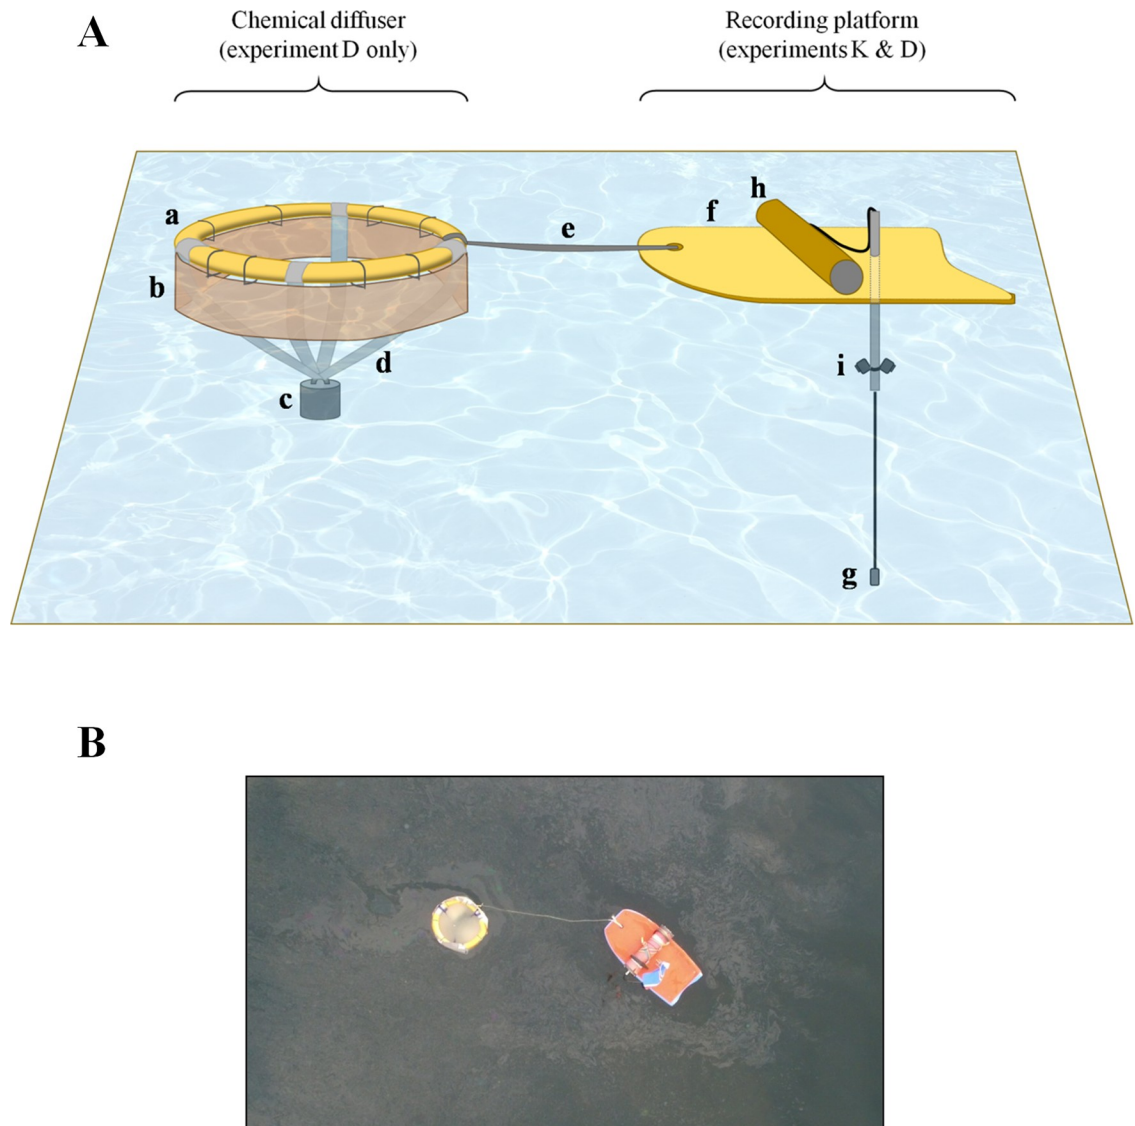 A
Chemical diffuser
(experiment D only)
Recording platform
(experiments K & D)
a
b
c
d
e
f
h
i
g
B